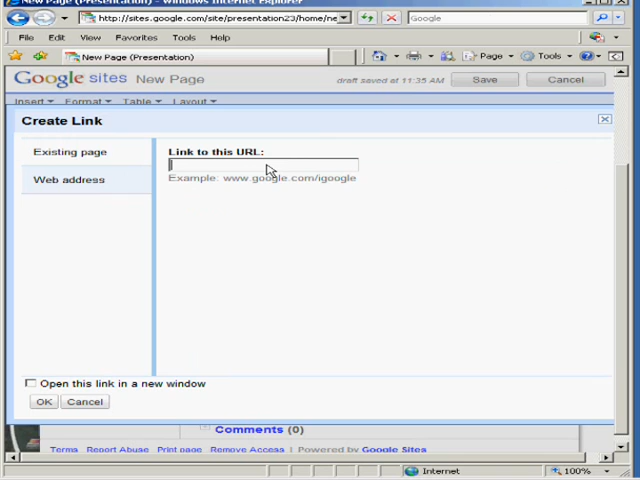 New Page (Presentation) - Windows Internet Explorer
http://sites.google.com/site/presentation23/home/ne
Google
File Edit View Favorites Tools Help
New Page (Presentation)
Page Tools
Google sites New Page draft saved at 11:35 AM Save Cancel
Insert Format Table Layout
Create Link
Existing page
Web address
Link to this URL:
Example: www.google.com/igoogle
Open this link in a new window
OK Cancel
Comments (0)
Terms Report Abuse Print page Remove Access | Powered by Google Sites
Internet 100%